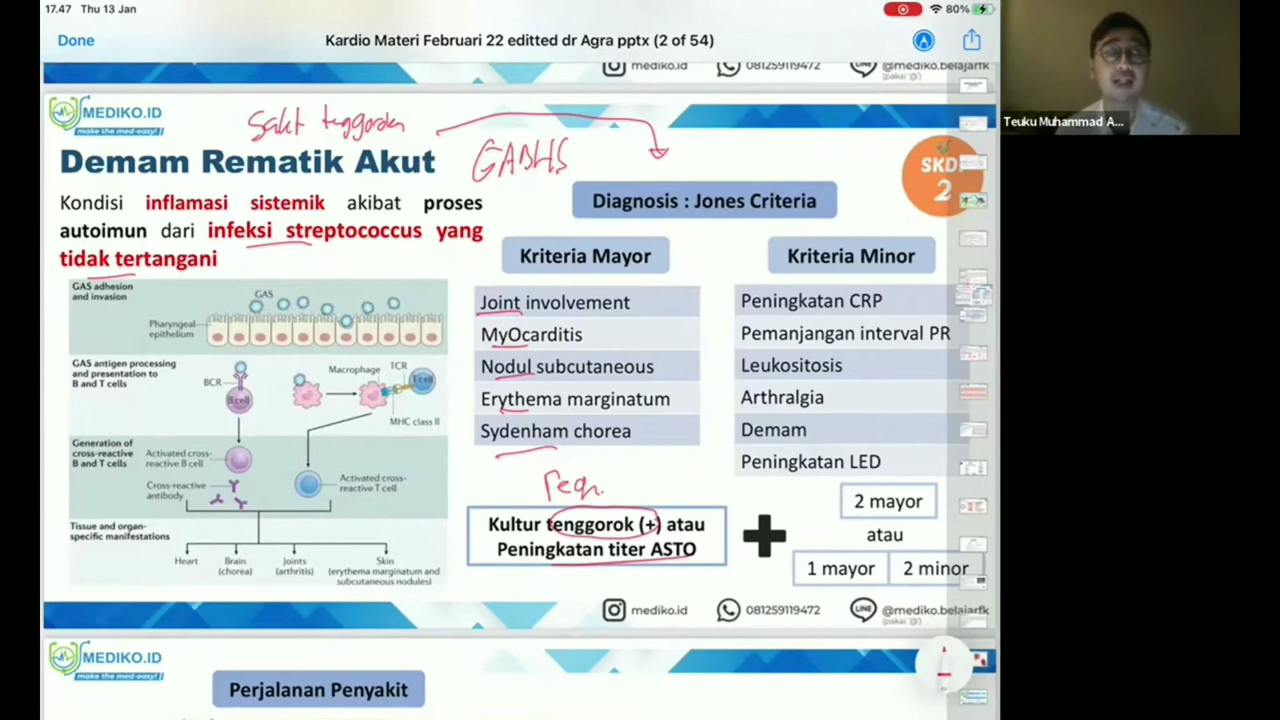 17.47 Thu 13 Jan
80%
Done
Kardio Materi Februari 22 editted dr Agra pptx (2 of 54)
mediko.id
081259119472
@mediko.belajarfk
(pakai '@')
MEDIKO.ID
make the med-easy!
Sakit tenggorokan
GABHS
Teuku Muhammad A...
Demam Rematik Akut
SKDI
2
Kondisi inflamasi sistemik akibat proses
autoimun dari infeksi streptococcus yang
tidak tertangani
Diagnosis : Jones Criteria
Kriteria Mayor
Joint involvement
MyOcarditis
Nodul subcutaneous
Erythema marginatum
Sydenham chorea
Kriteria Minor
Peningkatan CRP
Pemanjangan interval PR
Leukositosis
Arthralgia
Demam
Peningkatan LED
GAS adhesion
and invasion
GAS
Pharyngeal
epithelium
GAS antigen processing
and presentation to
B and T cells
BCR
B cell
Macrophage
TCR
T cell
MHC class II
Generation of
cross-reactive
B and T cells
Activated cross-
reactive B cell
Cross-reactive
antibody
Activated cross-
reactive T cell
Tissue and organ-
specific manifestations
Heart
Brain
(chorea)
Joints
(arthritis)
Skin
(erythema marginatum and
subcutaneous nodules)
Kultur tenggorok (+) atau
Peningkatan titer ASTO
2 mayor
atau
1 mayor
2 minor
mediko.id
081259119472
@mediko.belajarfk
(pakai '@')
MEDIKO.ID
make the med-easy!
Perjalanan Penyakit